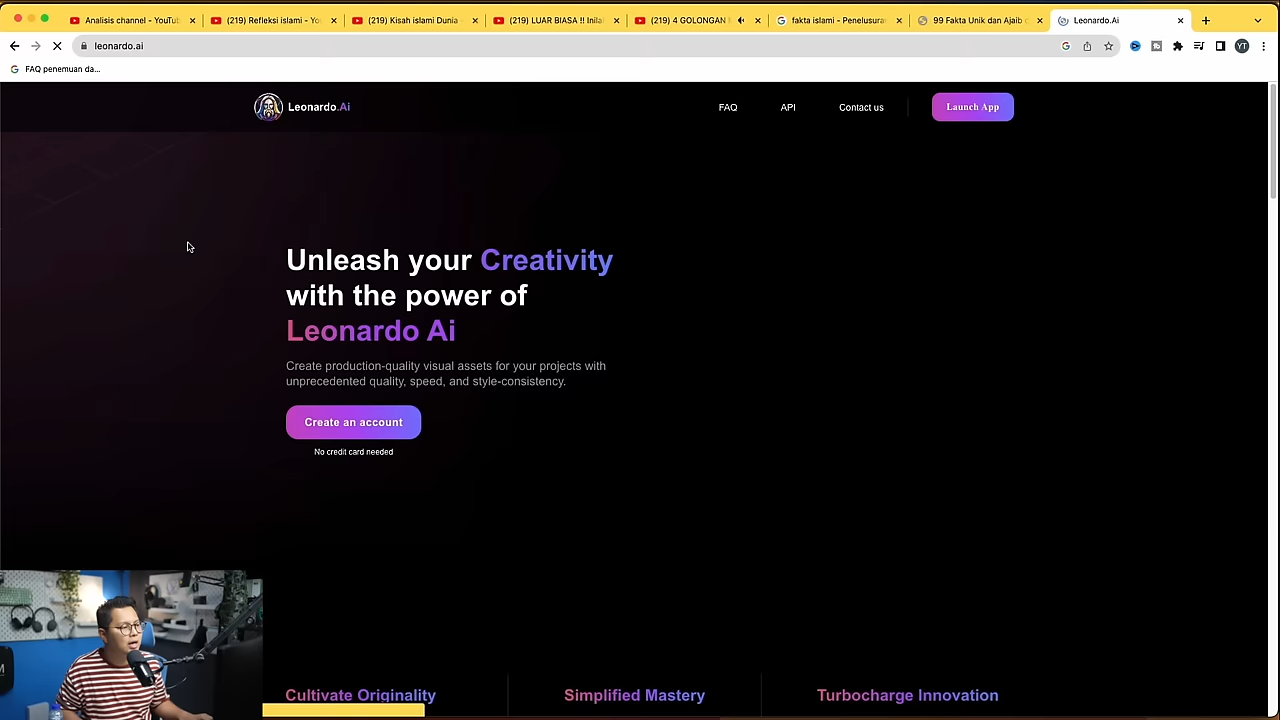 Analisis channel - YouTu
(219) Refleksi islami - Yo
(219) Kisah islami Dunia
(219) LUAR BIASA !! Inila
(219) 4 GOLONGAN
fakta islami - Penelusura
99 Fakta Unik dan Ajaib
Leonardo.Ai
leonardo.ai
YT
FAQ penemuan da...
Leonardo.Ai
FAQ
API
Contact us
Launch App
Unleash your Creativity
with the power of
Leonardo Ai
Create production-quality visual assets for your projects with
unprecedented quality, speed, and style-consistency.
Create an account
No credit card needed
Cultivate Originality
Simplified Mastery
Turbocharge Innovation